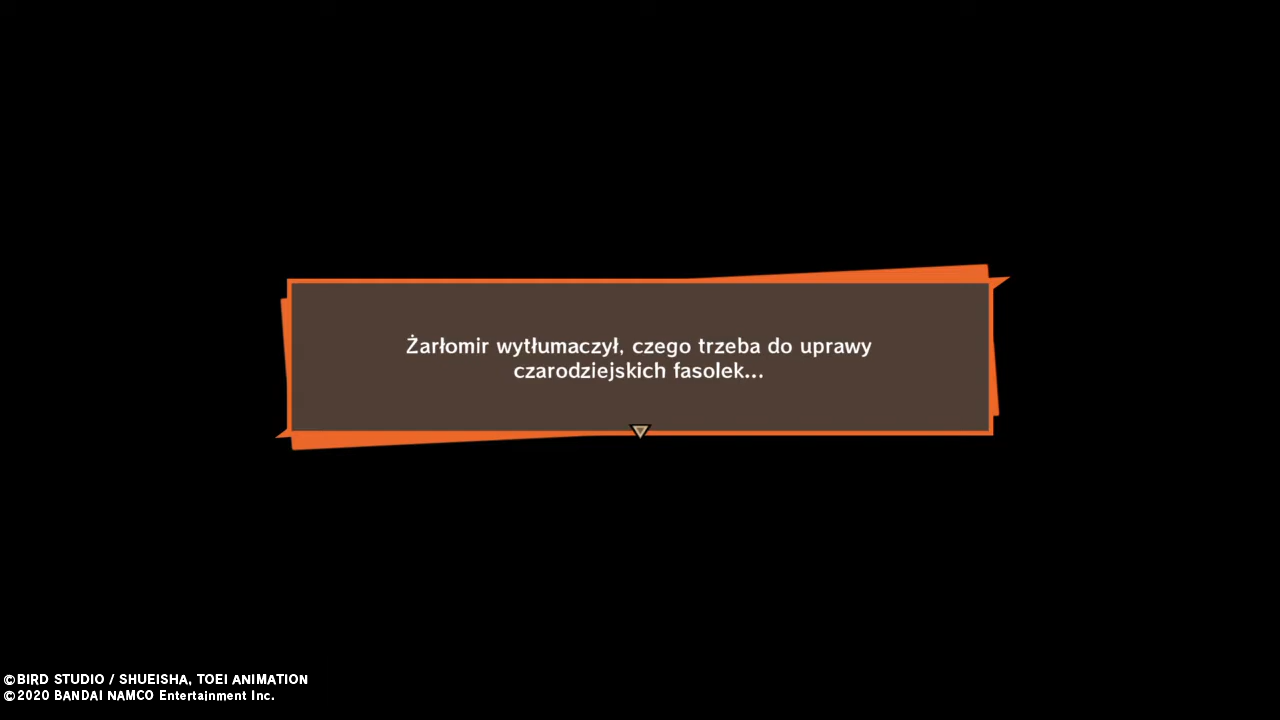 Żarłomir wytłumaczył, czego trzeba do uprawy
czarodziejskich fasolek...
©BIRD STUDIO / SHUEISHA, TOEI ANIMATION
©2020 BANDAI NAMCO Entertainment Inc.